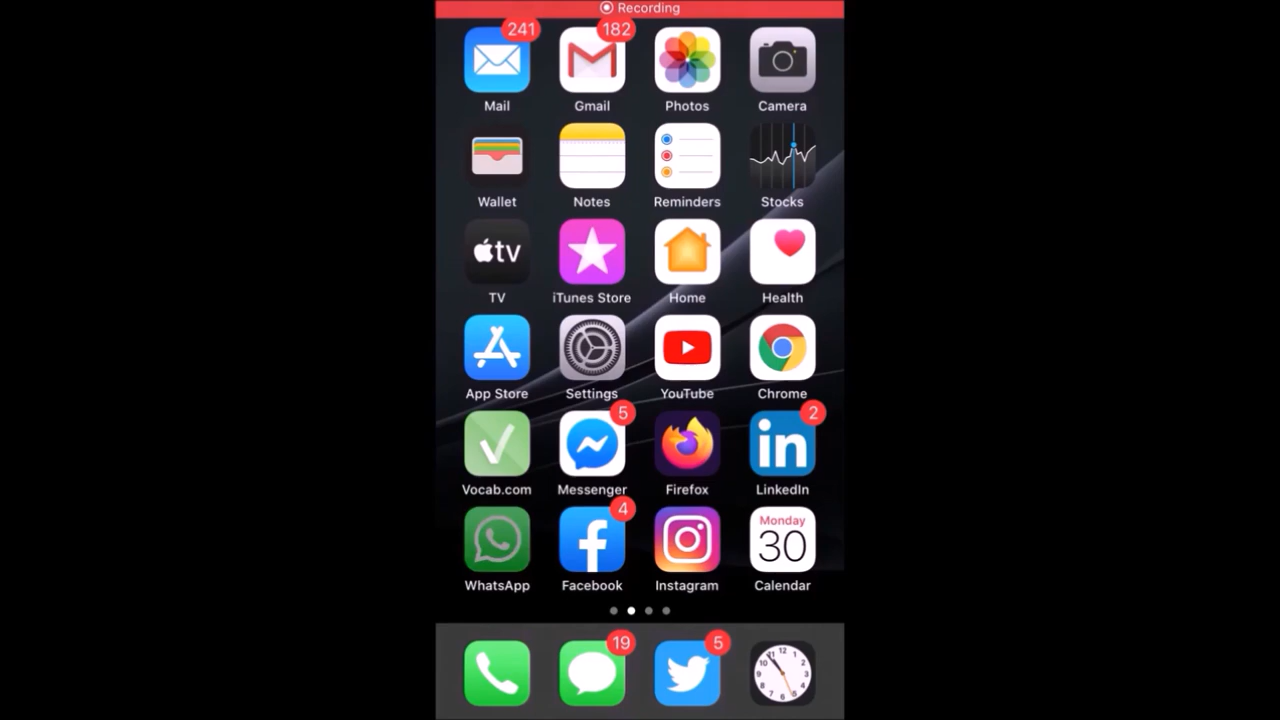 Recording
241 182
Mail Gmail Photos Camera
Wallet Notes Reminders Stocks
tv
TV iTunes Store Home Health
App Store Settings YouTube Chrome
5 2
in
Vocab.com Messenger Firefox LinkedIn
4
Monday
30
WhatsApp Facebook Instagram Calendar
19 5